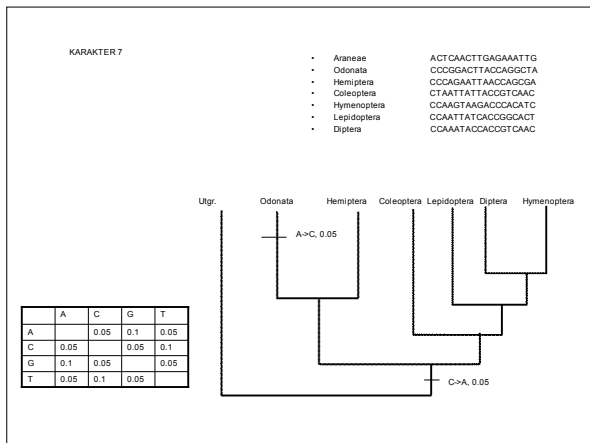 KARAKTER 7
• Araneae ACTCAACTTGAGAAATTG
• Odonata CCCGGACTTACCAGGCTA
• Hemiptera CCCAGAATTAACCAGCGA
• Coleoptera CTAATTATTACCGTCAAC
• Hymenoptera CCAAGTAAGACCCACATC
• Lepidoptera CCAATTATCACCGGCACT
• Diptera CCAAATACCACCGTCAAC
Utgr. Odonata Hemiptera Coleoptera Lepidoptera Diptera Hymenoptera
A->C, 0.05
A C G T
A 0.05 0.1 0.05
C 0.05 0.05 0.1
G 0.1 0.05 0.05
T 0.05 0.1 0.05
C->A, 0.05